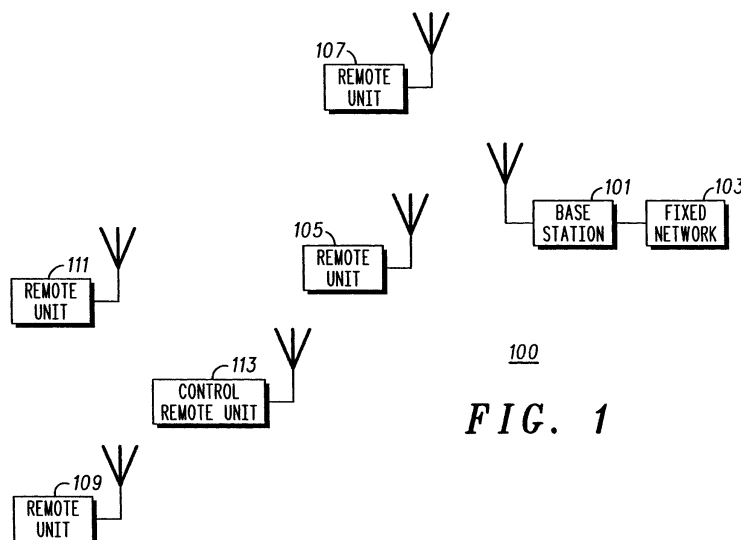 107
REMOTE
UNIT
101
103
BASE
STATION
FIXED
NETWORK
105
REMOTE
UNIT
111
REMOTE
UNIT
113
CONTROL
REMOTE UNIT
100
FIG. 1
109
REMOTE
UNIT